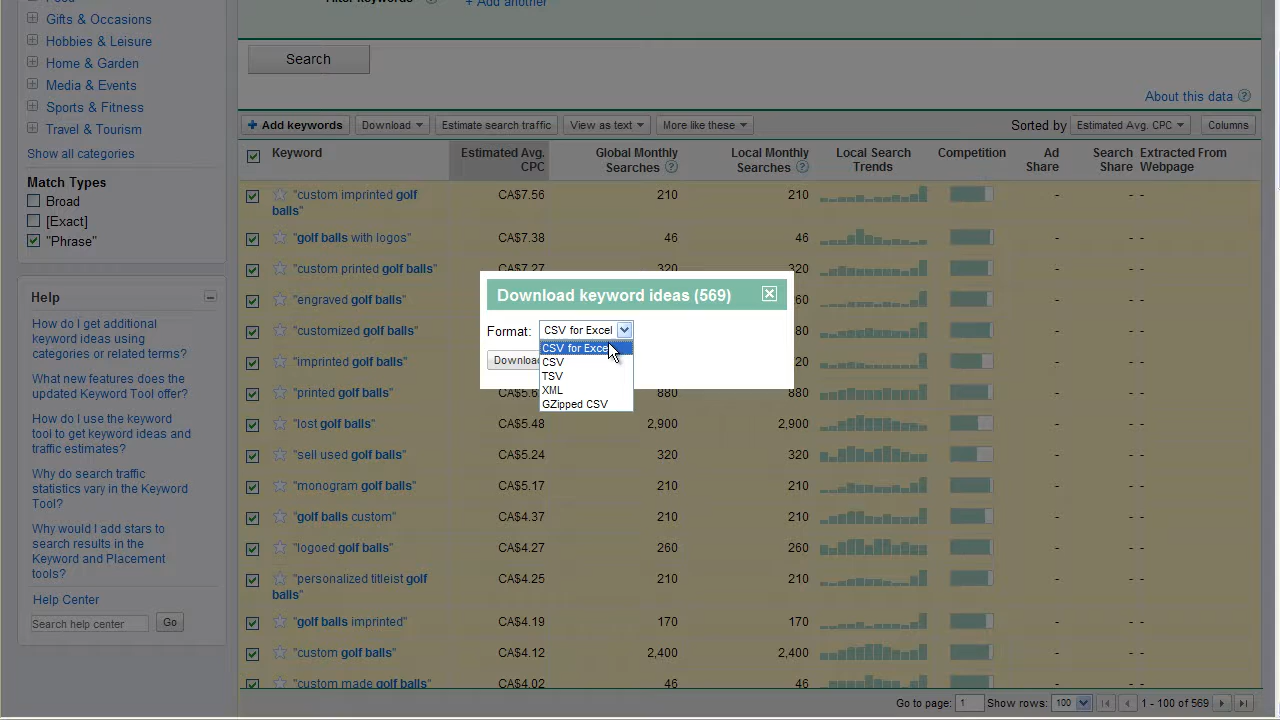 Filter keywords
+ Add another
Food
Gifts & Occasions
Hobbies & Leisure
Home & Garden
Media & Events
Sports & Fitness
Travel & Tourism
Show all categories
Match Types
Broad
[Exact]
"Phrase"
Help
How do I get additional
keyword ideas using
categories or related terms?
What new features does the
updated Keyword Tool offer?
How do I use the keyword
tool to get keyword ideas and
traffic estimates?
Why do search traffic
statistics vary in the Keyword
Tool?
Why would I add stars to
search results in the
Keyword and Placement
tools?
Help Center
Search help center
Go
Search
About this data
+ Add keywords Download Estimate search traffic View as text More like these Sorted by Estimated Avg. CPC Columns
Keyword Estimated Avg. CPC Global Monthly Searches Local Monthly Searches Local Search Trends Competition Ad Share Search Share Extracted From Webpage
"custom imprinted golf balls" CA$7.56 210 210 - - -
"golf balls with logos" CA$7.38 46 46 - - -
"custom printed golf balls" CA$7.27 320 320 - - -
"engraved golf balls" 260 - - -
"customized golf balls" 880 - - -
"imprinted golf balls" - - -
"printed golf balls" 880 880 - - -
"lost golf balls" CA$5.48 2,900 2,900 - - -
"sell used golf balls" CA$5.24 320 320 - - -
"monogram golf balls" CA$5.17 210 210 - - -
"golf balls custom" CA$4.37 210 210 - - -
"logoed golf balls" CA$4.27 260 260 - - -
"personalized titleist golf balls" CA$4.25 210 210 - - -
"golf balls imprinted" CA$4.19 170 170 - - -
"custom golf balls" CA$4.12 2,400 2,400 - - -
"custom made golf balls" CA$4.02 46 46 - - -
Download keyword ideas (569)
Format: CSV for Excel
CSV for Excel
CSV
TSV
XML
GZipped CSV
Download
Go to page: 1 Show rows: 100 1 - 100 of 569